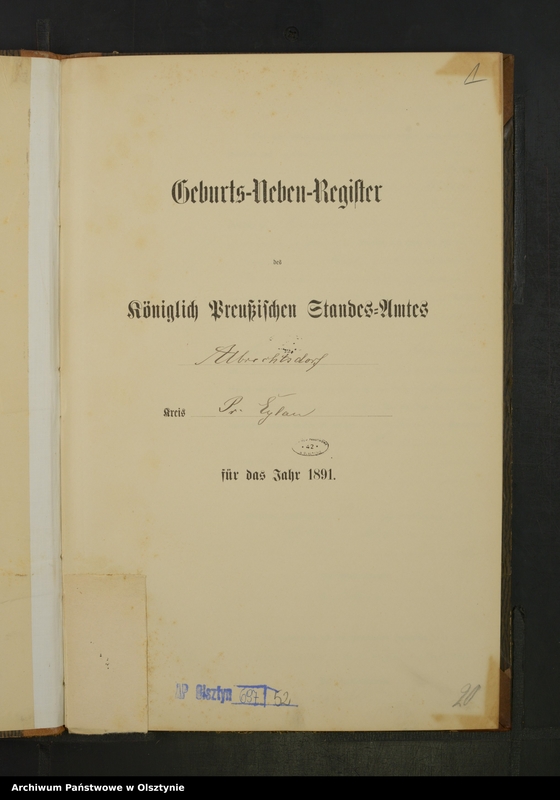 1
Geburts-Neben-Register
des
Königlich Preußischen Standes-Amtes
Albrechtsdorf
Kreis Pr. Eylau
für das Jahr 1891.
AP Olsztyn 697/52
20
Archiwum Państwowe w Olsztynie